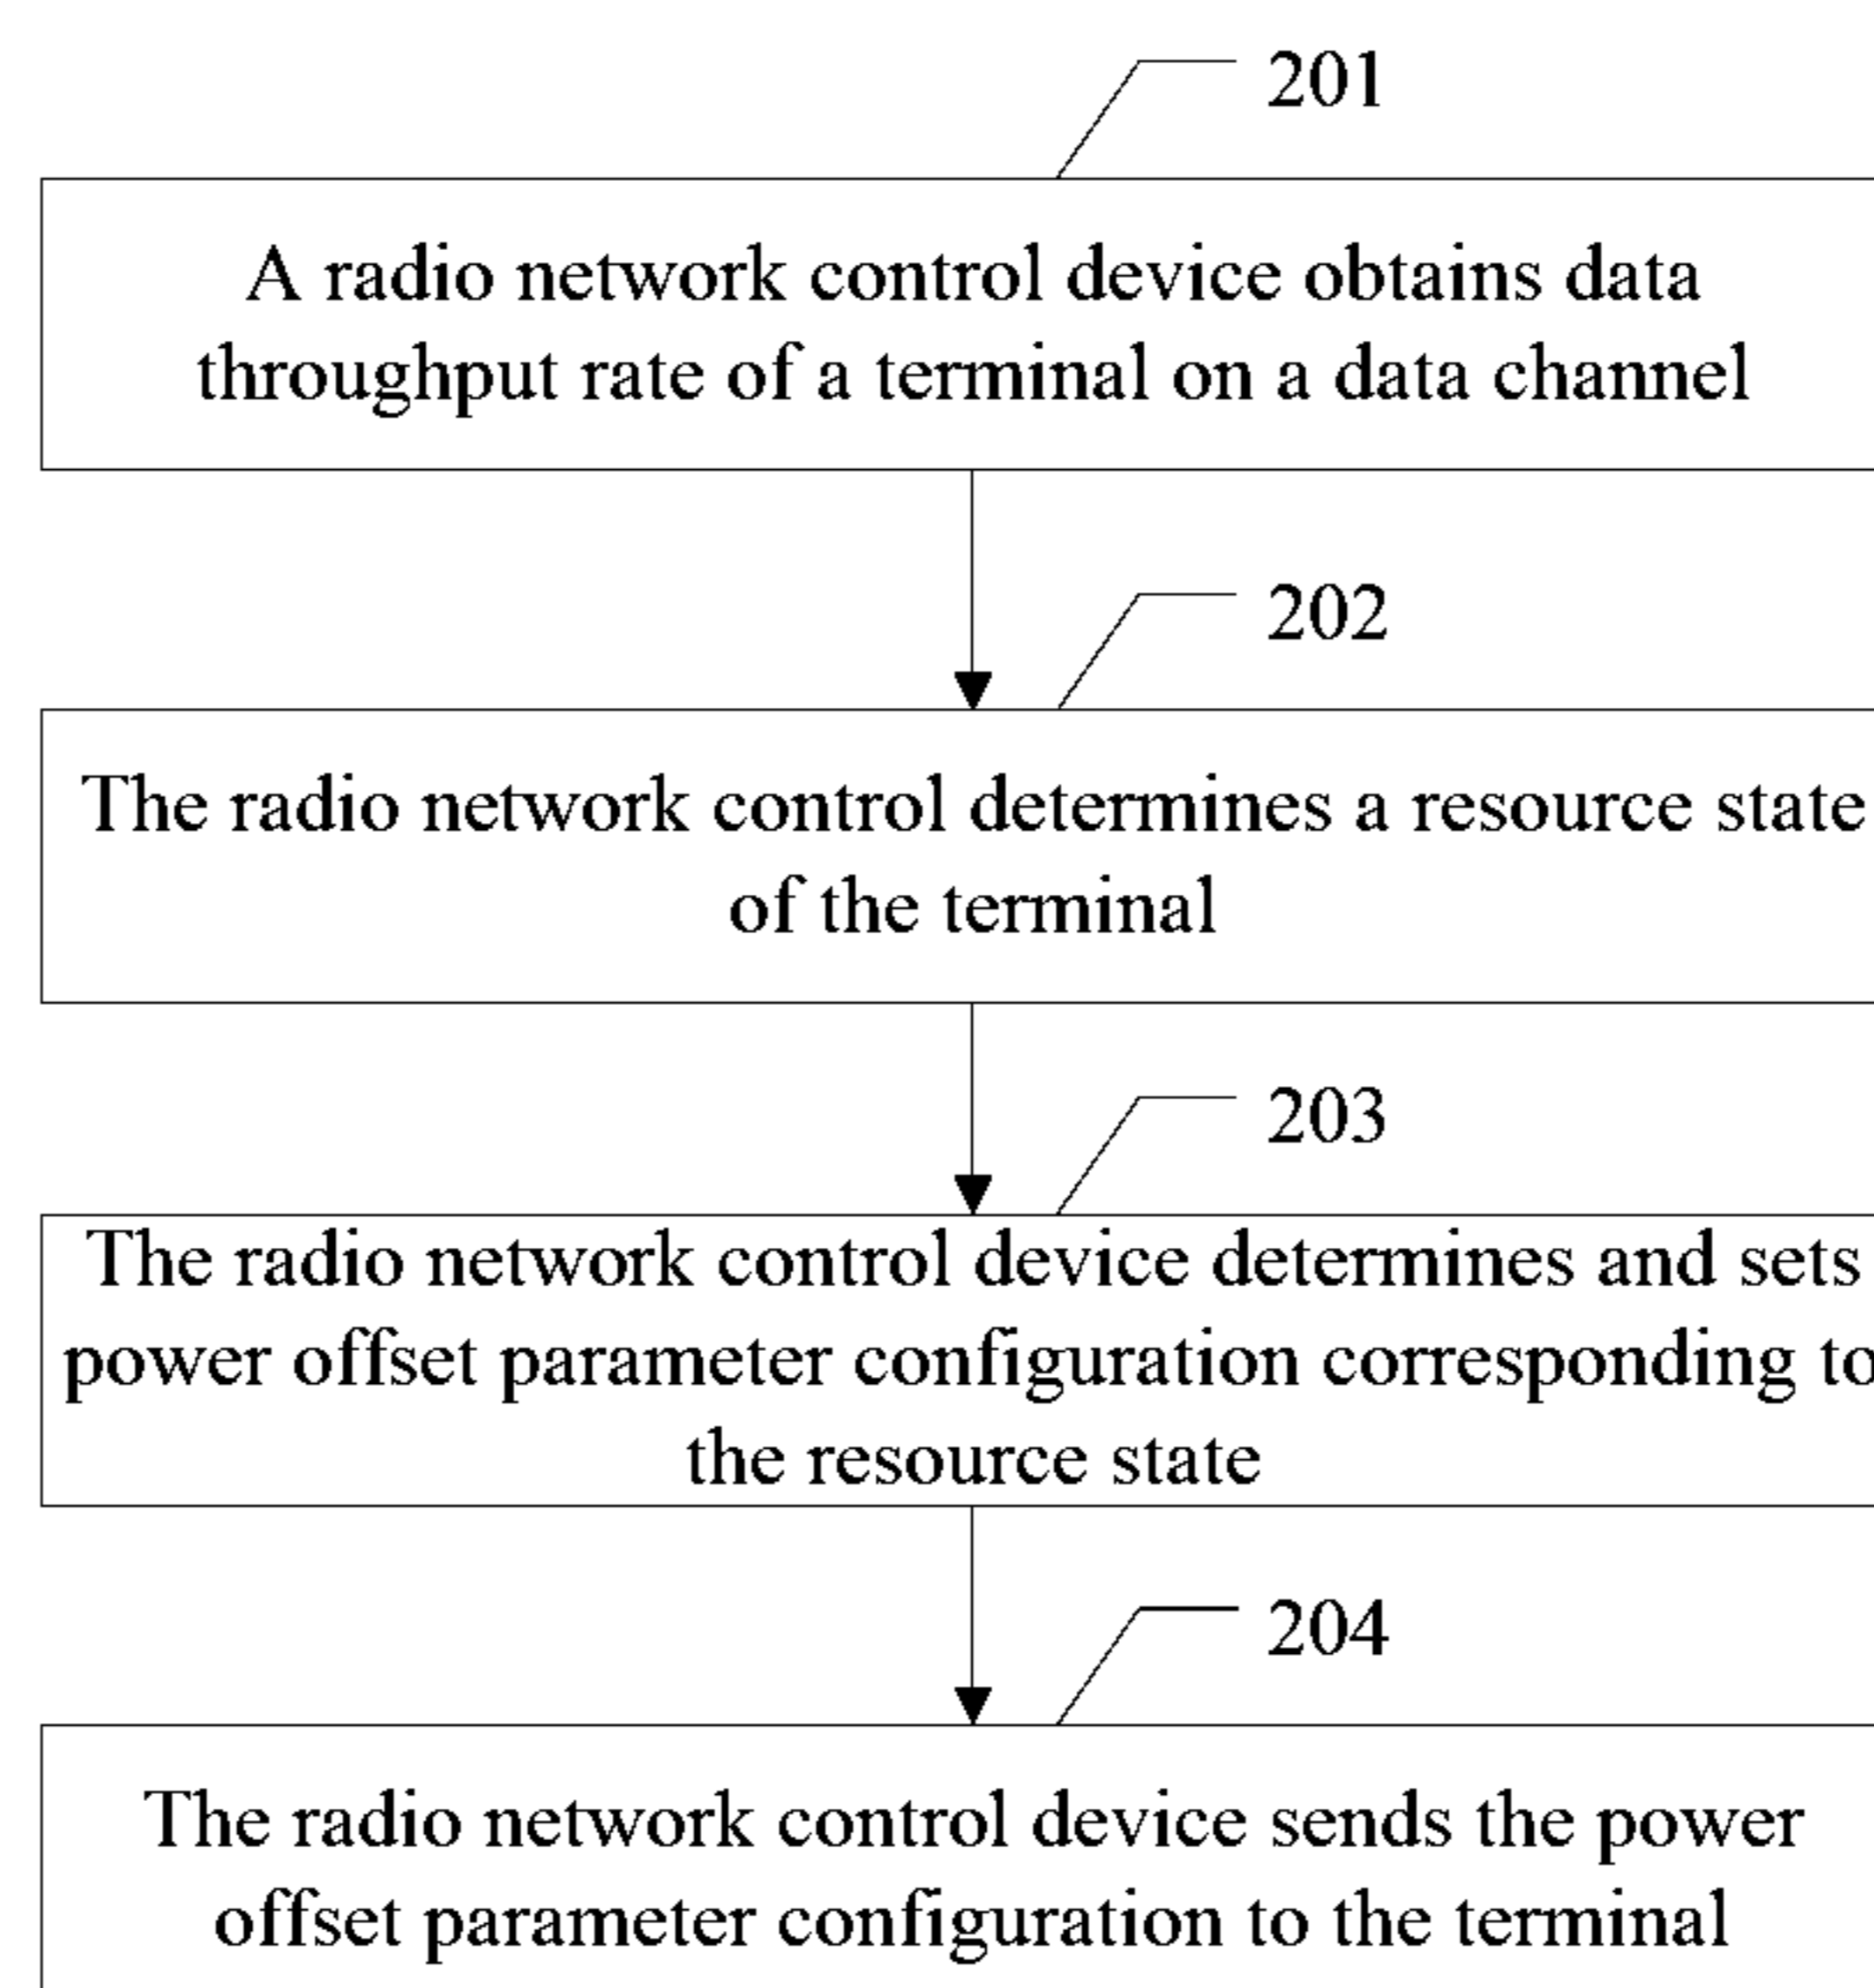 201
A radio network control device obtains data
throughput rate of a terminal on a data channel
202
The radio network control determines a resource state
of the terminal
203
The radio network control device determines and sets
power offset parameter configuration corresponding to
the resource state
204
The radio network control device sends the power
offset parameter configuration to the terminal